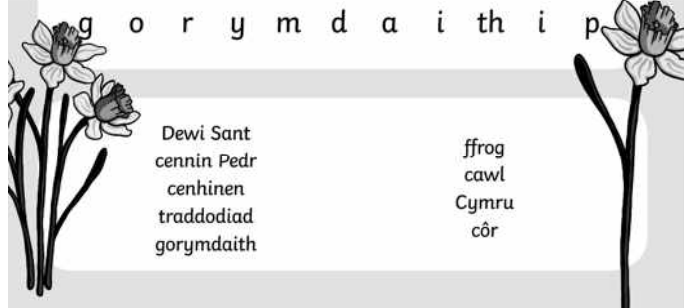 g o r y m d a i th i p
Dewi Sant
cennin Pedr
cenhinen
traddodiad
gorymdaith
ffrog
cawl
Cymru
côr